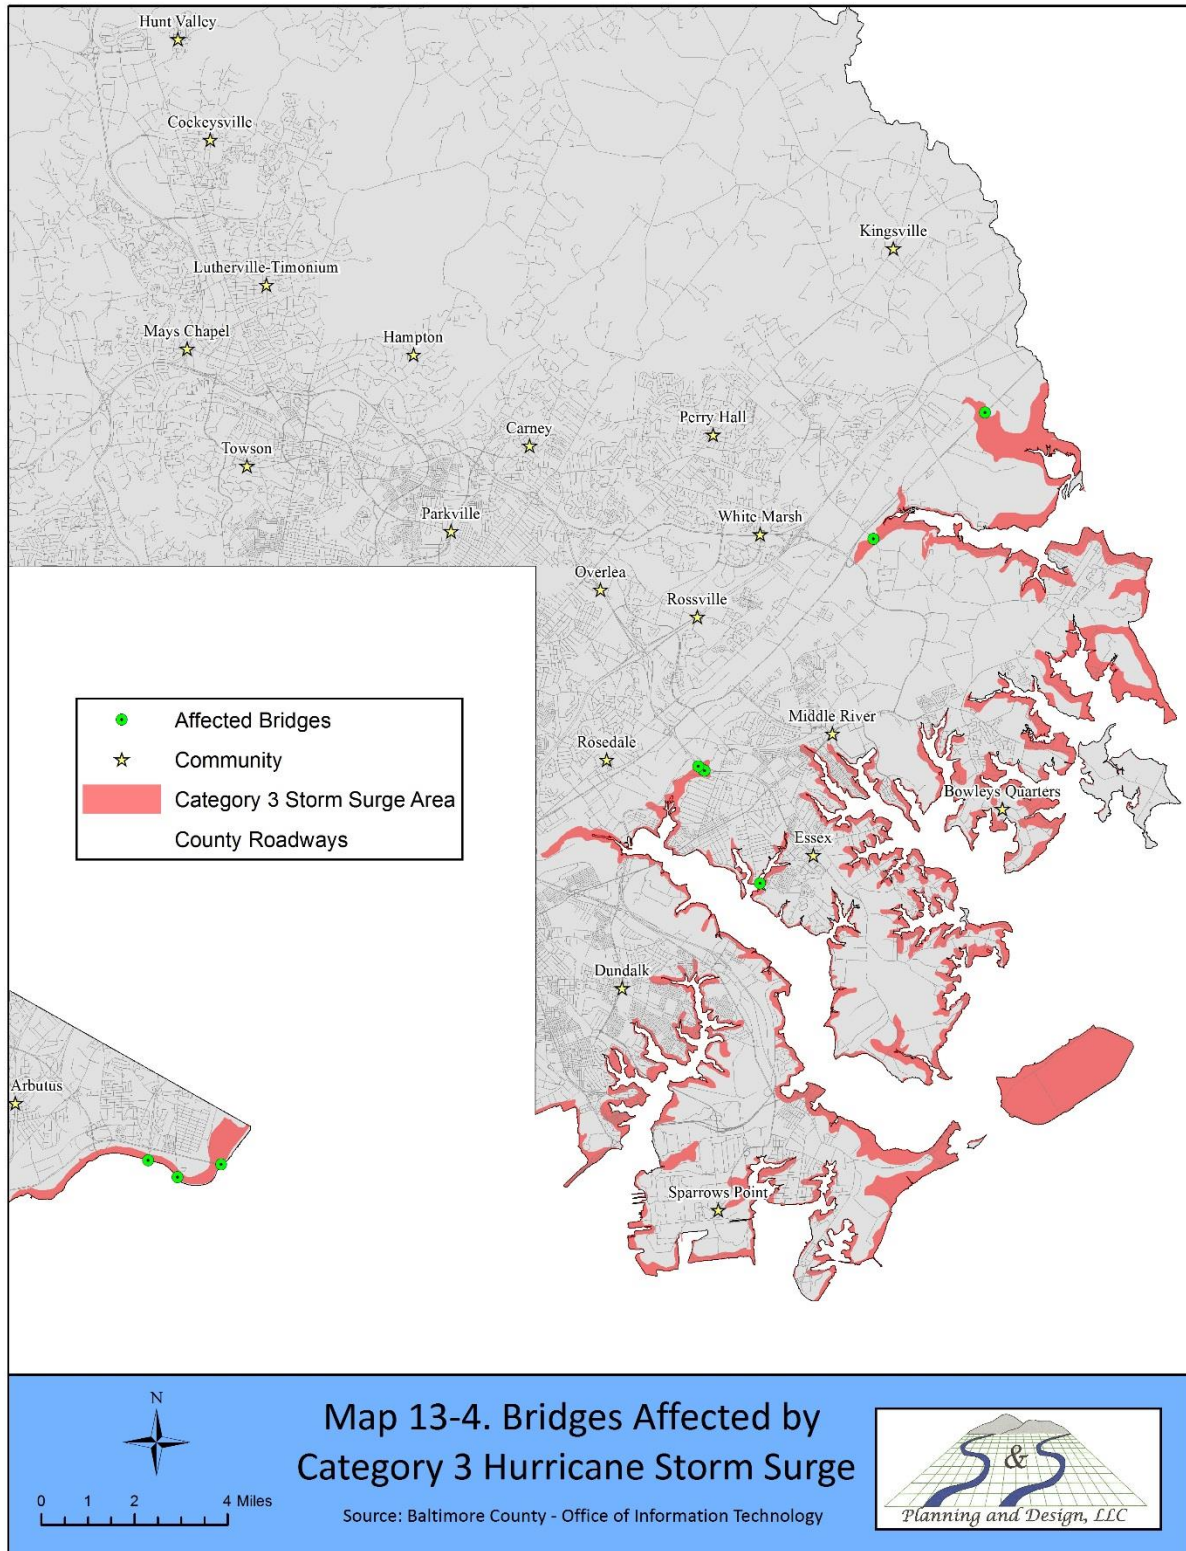 Hunt Valley
Cockeysville
Kingsville
Lutherville-Timonium
Mays Chapel
Hampton
Perry Hall
Carney
Towson
Parkville
White Marsh
Overlea
Rossville
Affected Bridges
Community
Category 3 Storm Surge Area
County Roadways
Middle River
Rosedale
Bowleys Quarters
Essex
Dundalk
Arbutus
Sparrows Point
N
0 1 2 4 Miles
Map 13-4. Bridges Affected by
Category 3 Hurricane Storm Surge
Source: Baltimore County - Office of Information Technology
S & S
Planning and Design, LLC